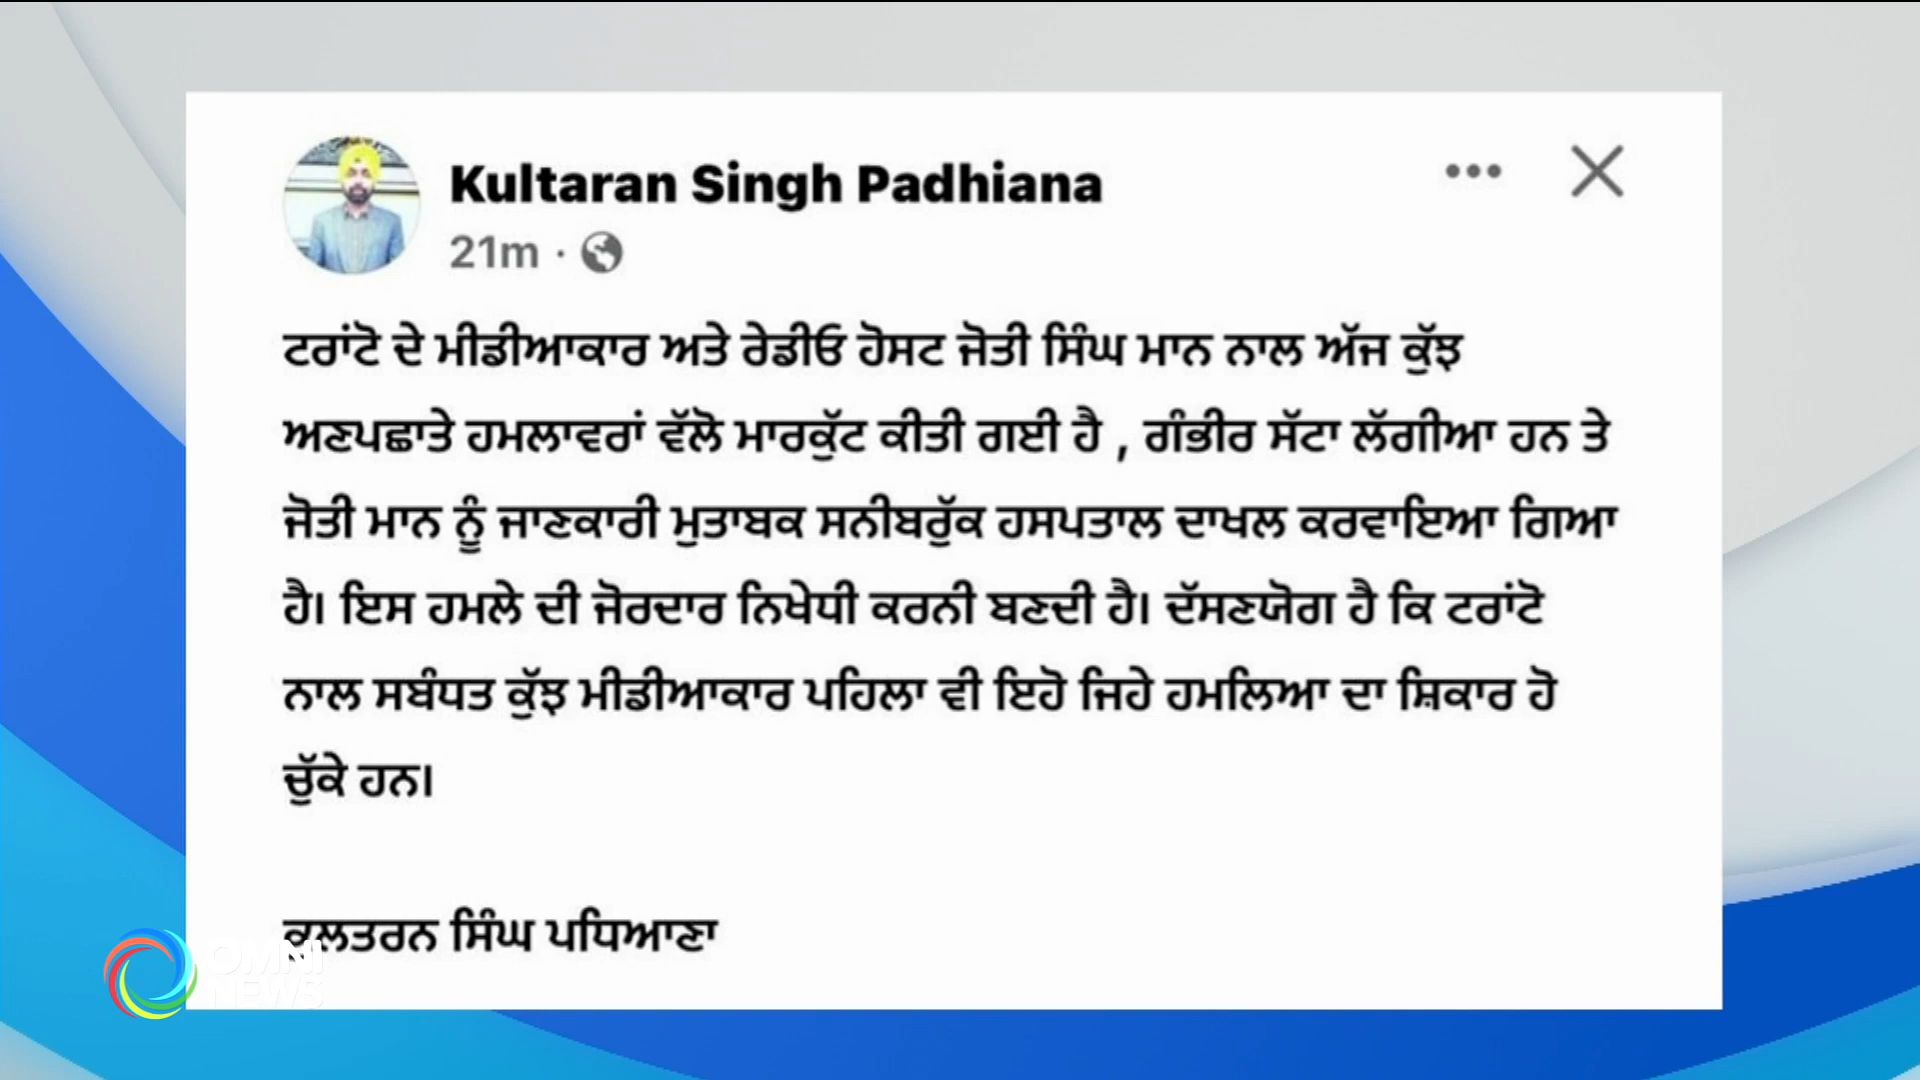 Kultaran Singh Padhiana
21m ·
ਟਰਾਂਟੋ ਦੇ ਮੀਡੀਆਕਾਰ ਅਤੇ ਰੇਡੀਓ ਹੋਸਟ ਜੋਤੀ ਸਿੰਘ ਮਾਨ ਨਾਲ ਅੱਜ ਕੁੱਝ
ਅਣਪਛਾਤੇ ਹਮਲਾਵਰਾਂ ਵੱਲੋ ਮਾਰਕੁੱਟ ਕੀਤੀ ਗਈ ਹੈ , ਗੰਭੀਰ ਸੱਟਾ ਲੱਗੀਆ ਹਨ ਤੇ
ਜੋਤੀ ਮਾਨ ਨੂੰ ਜਾਣਕਾਰੀ ਮੁਤਾਬਕ ਸਨੀਬਰੁੱਕ ਹਸਪਤਾਲ ਦਾਖਲ ਕਰਵਾਇਆ ਗਿਆ
ਹੈ। ਇਸ ਹਮਲੇ ਦੀ ਜੋਰਦਾਰ ਨਿਖੇਧੀ ਕਰਨੀ ਬਣਦੀ ਹੈ। ਦੱਸਣਯੋਗ ਹੈ ਕਿ ਟਰਾਂਟੋ
ਨਾਲ ਸਬੰਧਤ ਕੁੱਝ ਮੀਡੀਆਕਾਰ ਪਹਿਲਾ ਵੀ ਇਹੋ ਜਿਹੇ ਹਮਲਿਆ ਦਾ ਸ਼ਿਕਾਰ ਹੋ
ਚੁੱਕੇ ਹਨ।
ਕੁਲਤਰਨ ਸਿੰਘ ਪਧਿਆਣਾ
OMNI
NEWS